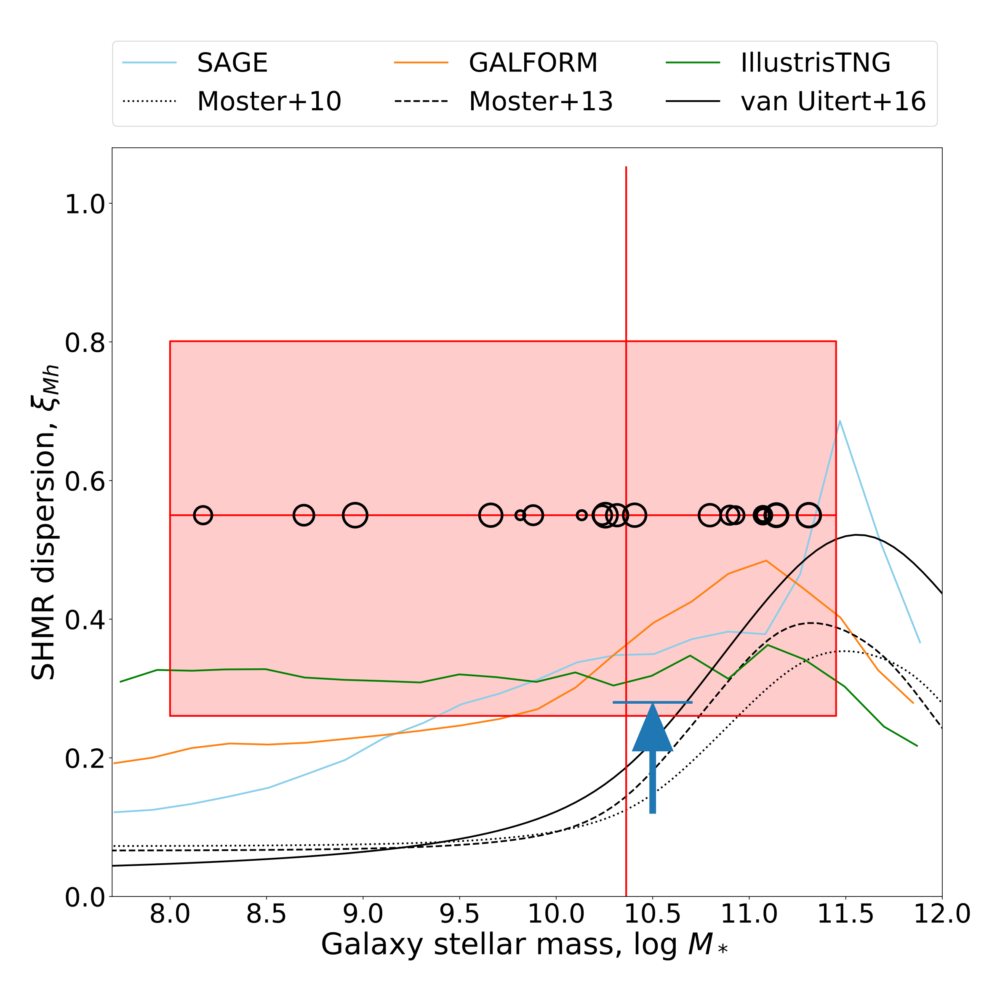 SAGE GALFORM IllustrisTNG
Moster+10 Moster+13 van Uitert+16
1.0
0.8
0.6
0.4
0.2
0.0
SHMR dispersion, ξ_Mh
8.0 8.5 9.0 9.5 10.0 10.5 11.0 11.5 12.0
Galaxy stellar mass, log M_*